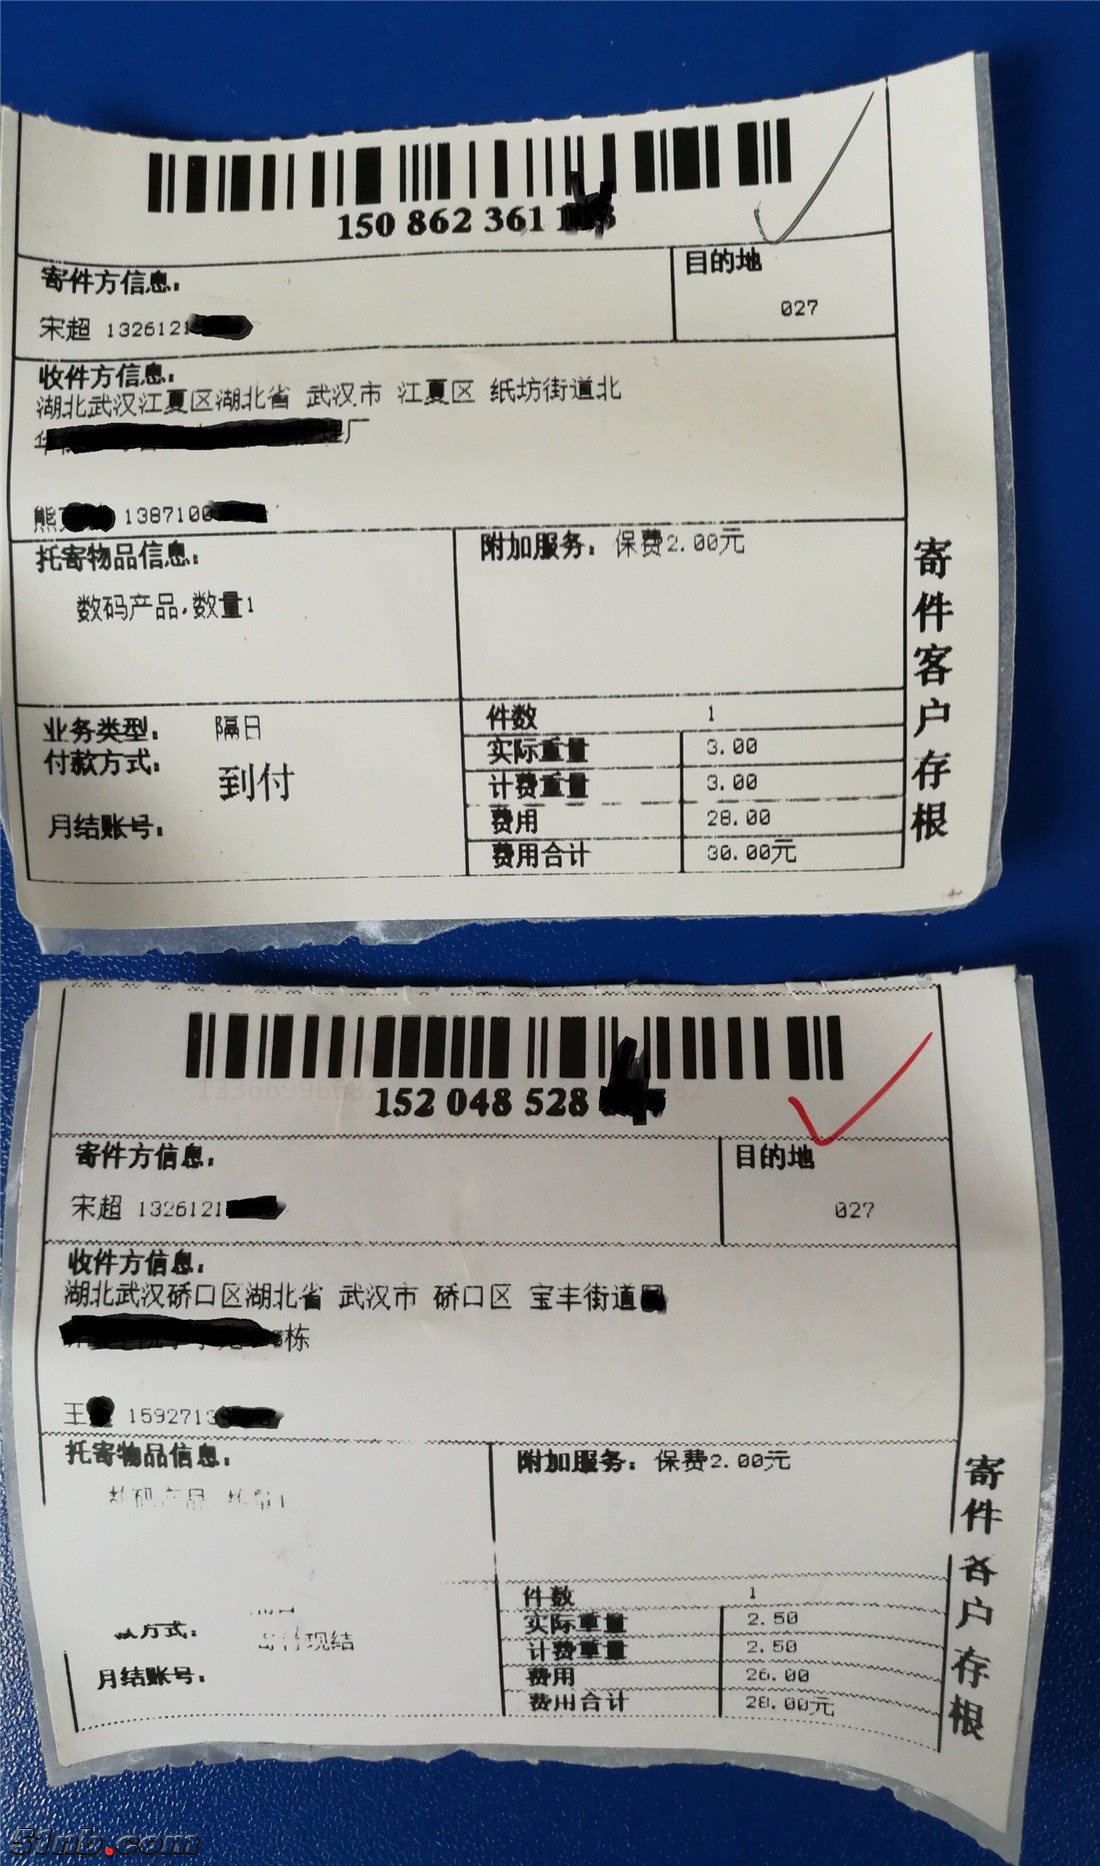 150 862 361
寄件方信息:
宋超 1326121
目的地
027
收件方信息:
湖北武汉江夏区湖北省 武汉市 江夏区 纸坊街道北
华
厂
熊 1387100
托寄物品信息:
数码产品,数量1
附加服务: 保费2.00元
业务类型: 隔日
付款方式: 到付
月结账号:
件数 1
实际重量 3.00
计费重量 3.00
费用 28.00
费用合计 30.00元
寄件客户存根
152 048 528
寄件方信息:
宋超 1326121
目的地
027
收件方信息:
湖北武汉硚口区湖北省 武汉市 硚口区 宝丰街道
栋
王 1592713
托寄物品信息:
附加服务: 保费2.00元
方式: 现结
月结账号:
件数 1
实际重量 2.50
计费重量 2.50
费用 26.00
费用合计 28.00元
寄件客户存根
51nb.com